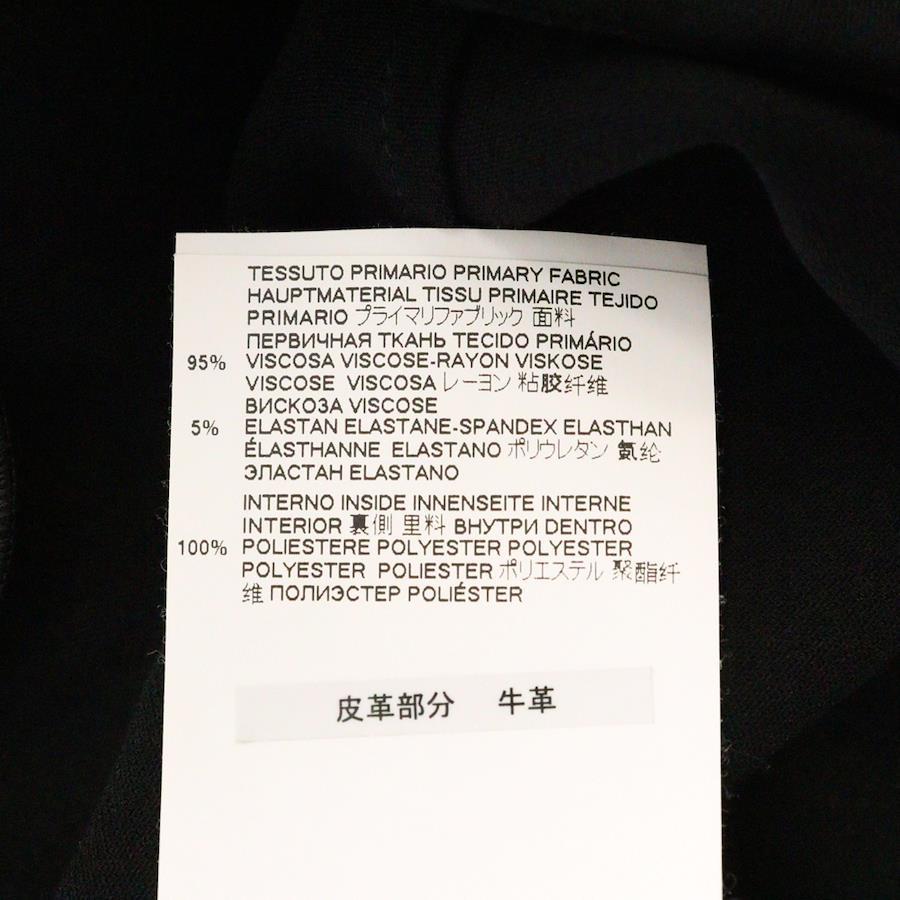 TESSUTO PRIMARIO PRIMARY FABRIC
HAUPTMATERIAL TISSU PRIMAIRE TEJIDO
PRIMARIO プライマリファブリック 面料
ПЕРВИЧНАЯ ТКАНЬ TECIDO PRIMÁRIO
95% VISCOSA VISCOSE-RAYON VISKOSE
VISCOSE VISCOSA レーヨン 粘胶纤维
ВИСКОЗА VISCOSE
5% ELASTAN ELASTANE-SPANDEX ELASTHAN
ÉLASTHANNE ELASTANO ポリウレタン 氨纶
ЭЛАСТАН ELASTANO
INTERNO INSIDE INNENSEITE INTERNE
INTERIOR 裏側 里料 ВНУТРИ DENTRO
100% POLIESTERE POLYESTER POLYESTER
POLYESTER POLIESTER ポリエステル 聚酯纤
维 ПОЛИЭСТЕР POLIÉSTER
皮革部分 牛革